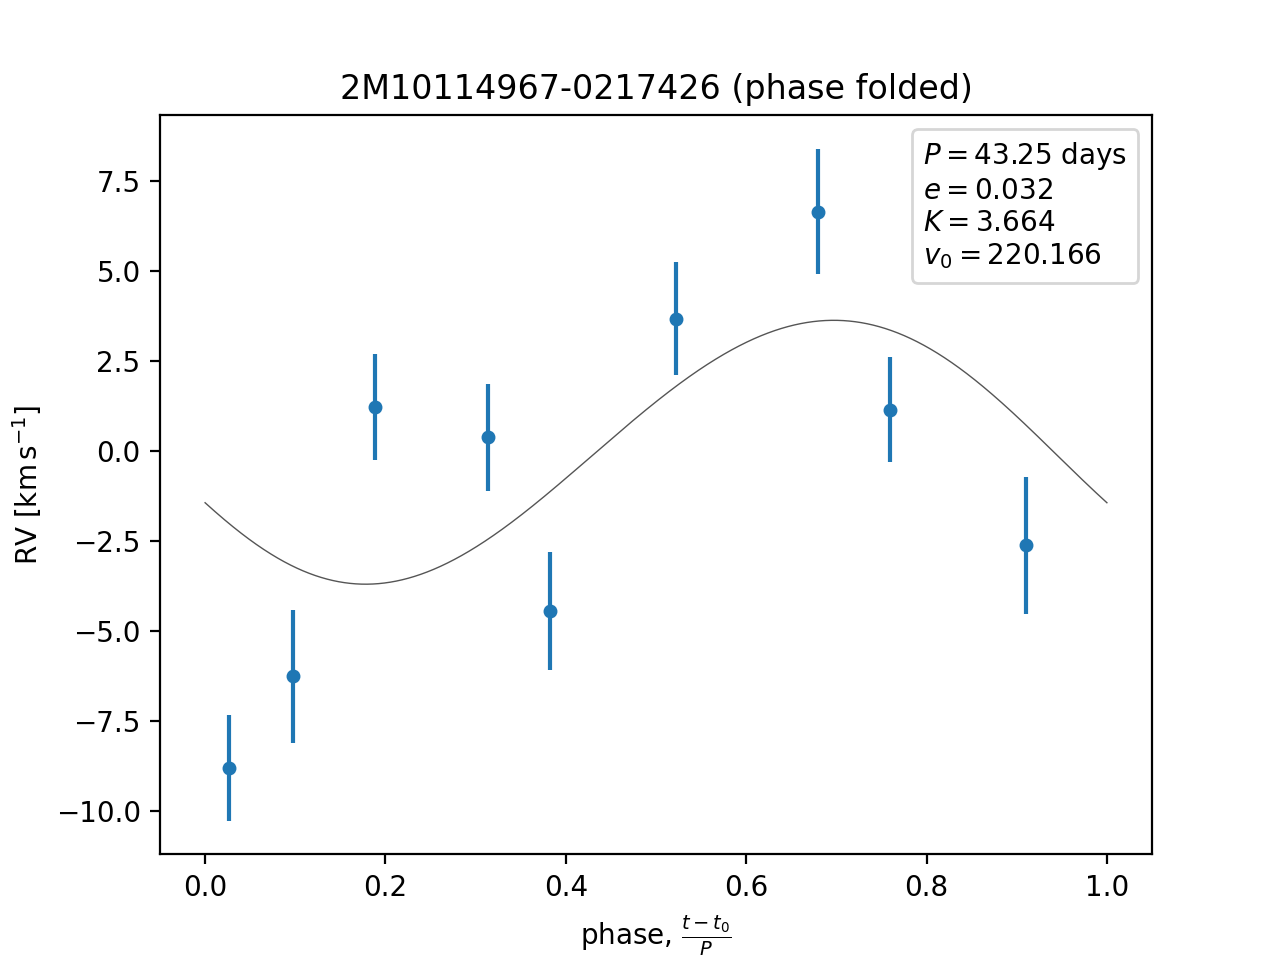 2M10114967-0217426 (phase folded)
P = 43.25 days
e = 0.032
K = 3.664
v₀ = 220.166
7.5
5.0
2.5
0.0
−2.5
−5.0
−7.5
−10.0
RV [km s⁻¹]
0.0 0.2 0.4 0.6 0.8 1.0
phase, (t − t₀)/P